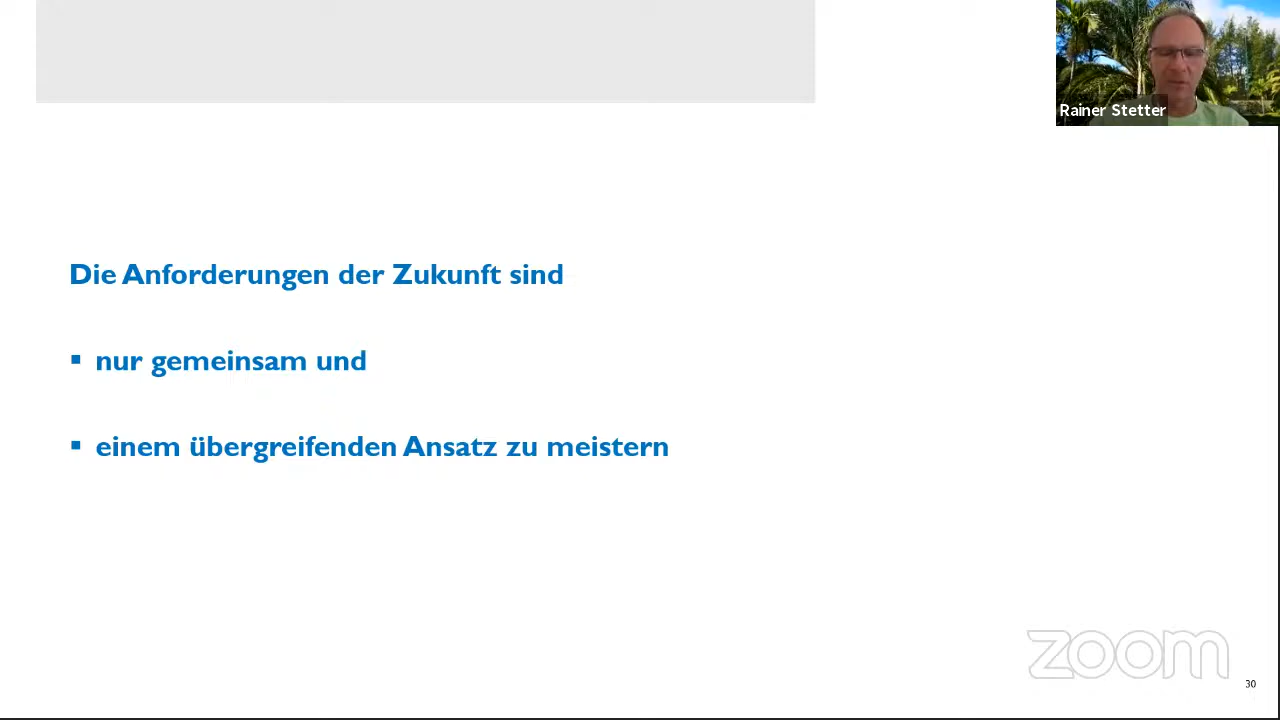 Rainer Stetter
Die Anforderungen der Zukunft sind
▪ nur gemeinsam und
▪ einem übergreifenden Ansatz zu meistern
zoom
30